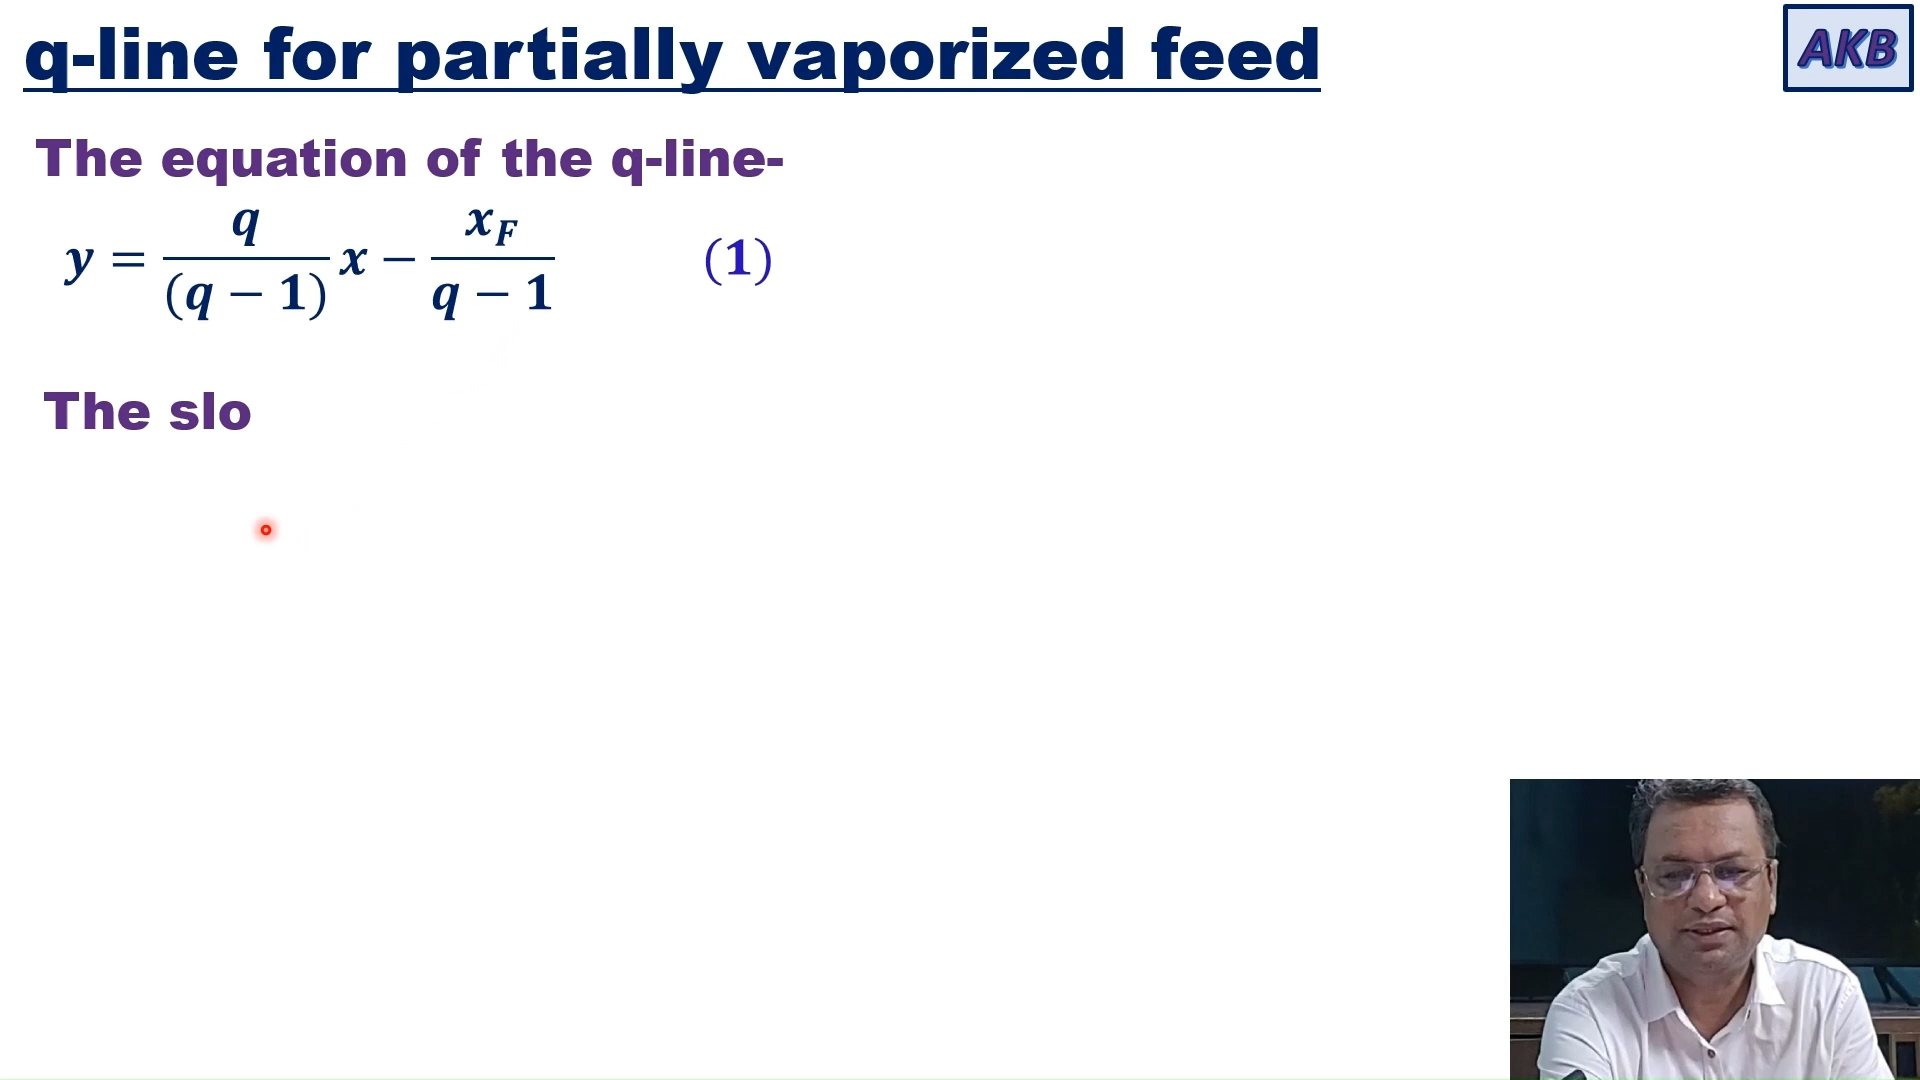 q-line for partially vaporized feed
AKB
The equation of the q-line-
y = q/(q − 1) x − x_F/q − 1 (1)
The slo